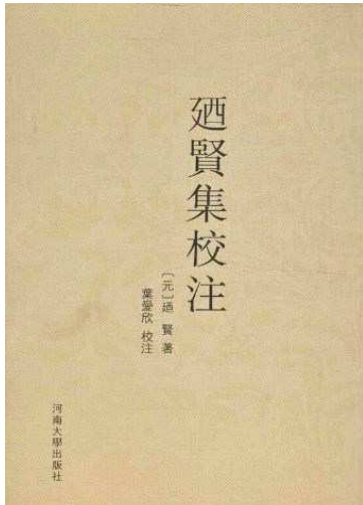 廼賢集校注
〔元〕廼賢 著
葉愛欣 校注
河南大學出版社